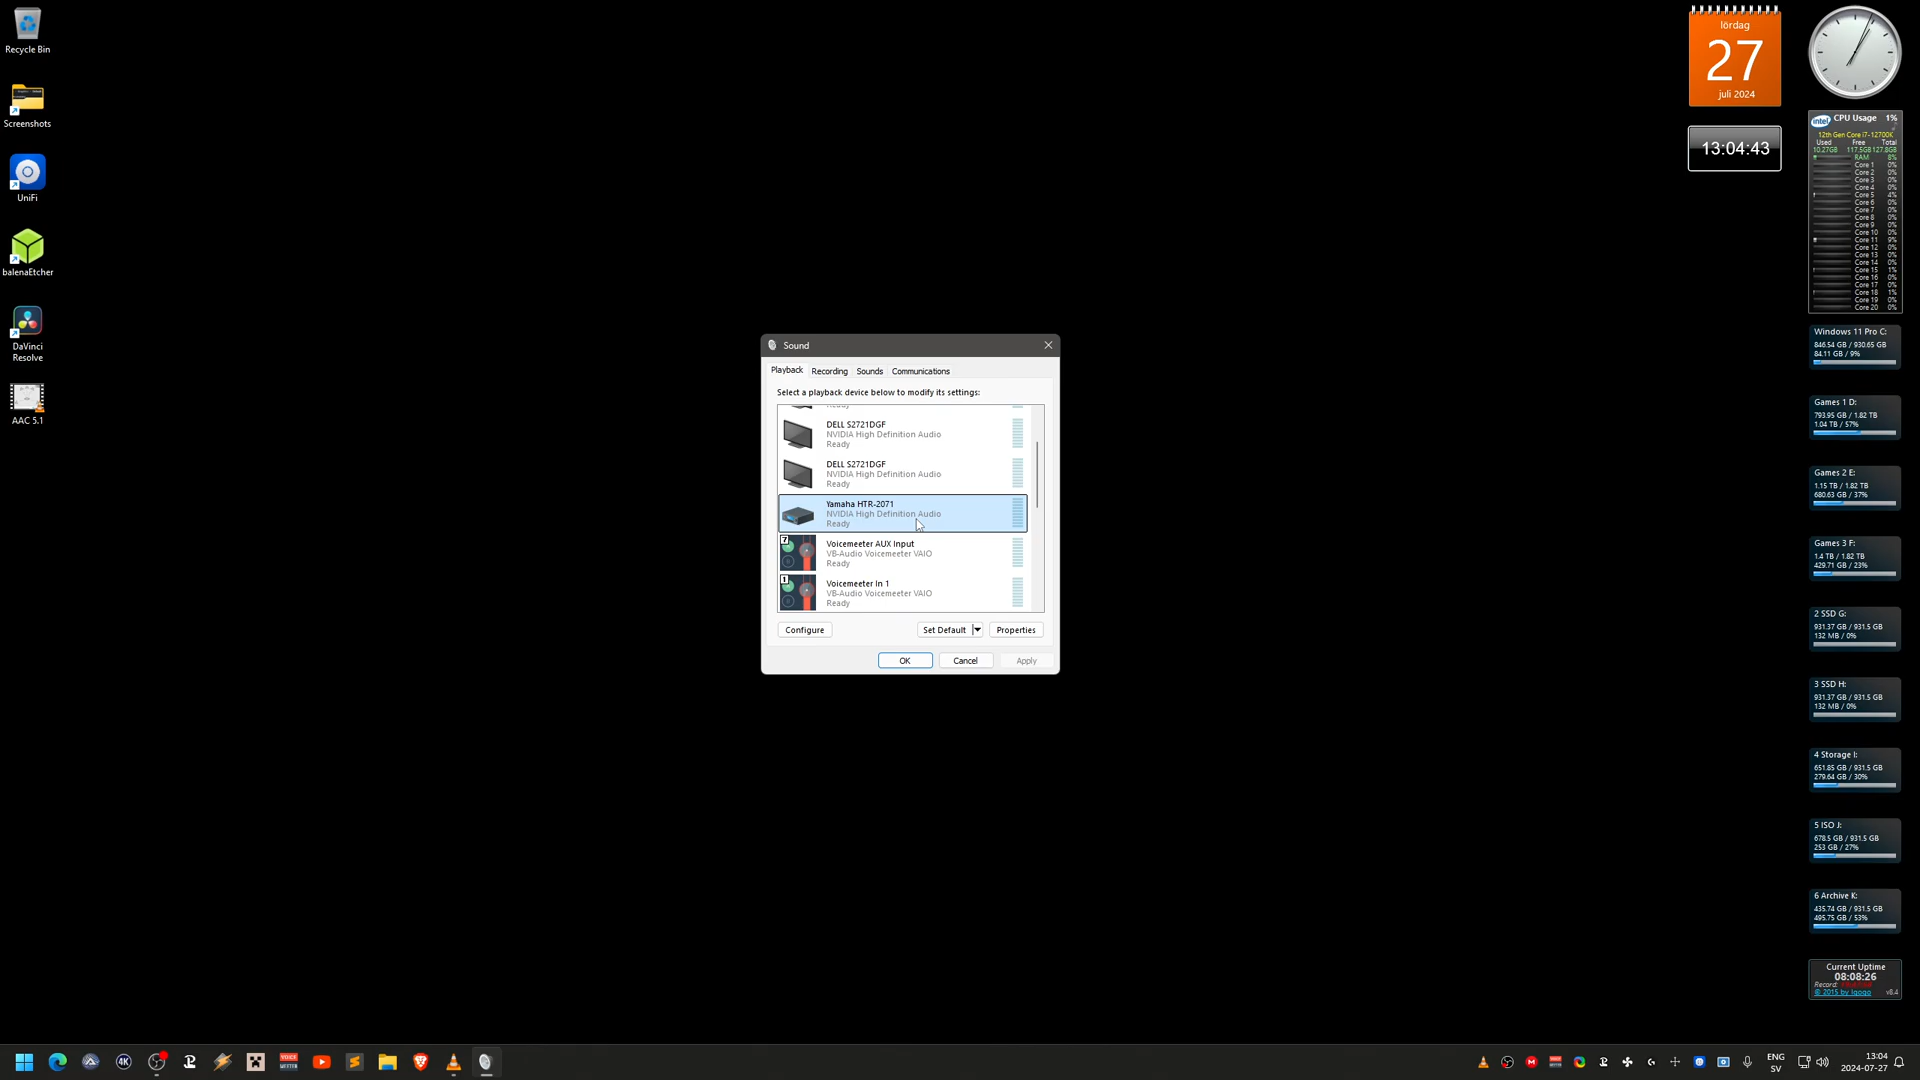 Recycle Bin
Screenshots
UniFi
balenaEtcher
DaVinci
Resolve
AAC 5.1
Sound
Playback
Recording
Sounds
Communications
Select a playback device below to modify its settings:
Ready
DELL S2721DGF
NVIDIA High Definition Audio
Ready
DELL S2721DGF
NVIDIA High Definition Audio
Ready
Yamaha HTR-2071
NVIDIA High Definition Audio
Ready
7
Voicemeeter AUX Input
VB-Audio Voicemeeter VAIO
Ready
1
Voicemeeter In 1
VB-Audio Voicemeeter VAIO
Ready
Configure
Set Default
Properties
OK
Cancel
Apply
lördag
27
juli 2024
13:04:43
intel CPU Usage 1%
12th Gen Core i7-12700K
Used Free Total
10.27GB 117.5GB 127.8GB
RAM 8%
Core 1 0%
Core 2 0%
Core 3 0%
Core 4 0%
Core 5 4%
Core 6 0%
Core 7 0%
Core 8 0%
Core 9 0%
Core 10 0%
Core 11 9%
Core 12 0%
Core 13 0%
Core 14 0%
Core 15 1%
Core 16 0%
Core 17 0%
Core 18 1%
Core 19 0%
Core 20 0%
Windows 11 Pro C:
846.54 GB / 930.65 GB
84.11 GB / 9%
Games 1 D:
793.95 GB / 1.82 TB
1.04 TB / 57%
Games 2 E:
1.15 TB / 1.82 TB
680.63 GB / 37%
Games 3 F:
1.4 TB / 1.82 TB
429.71 GB / 23%
2 SSD G:
931.37 GB / 931.5 GB
132 MB / 0%
3 SSD H:
931.37 GB / 931.5 GB
132 MB / 0%
4 Storage I:
651.85 GB / 931.5 GB
279.64 GB / 30%
5 ISO J:
678.5 GB / 931.5 GB
253 GB / 27%
6 Archive K:
435.74 GB / 931.5 GB
495.75 GB / 53%
Current Uptime
08:08:26
Record:
© 2015 by Igogo v8.4
4K
VOICE
MEETER
ENG
SV
13:04
2024-07-27